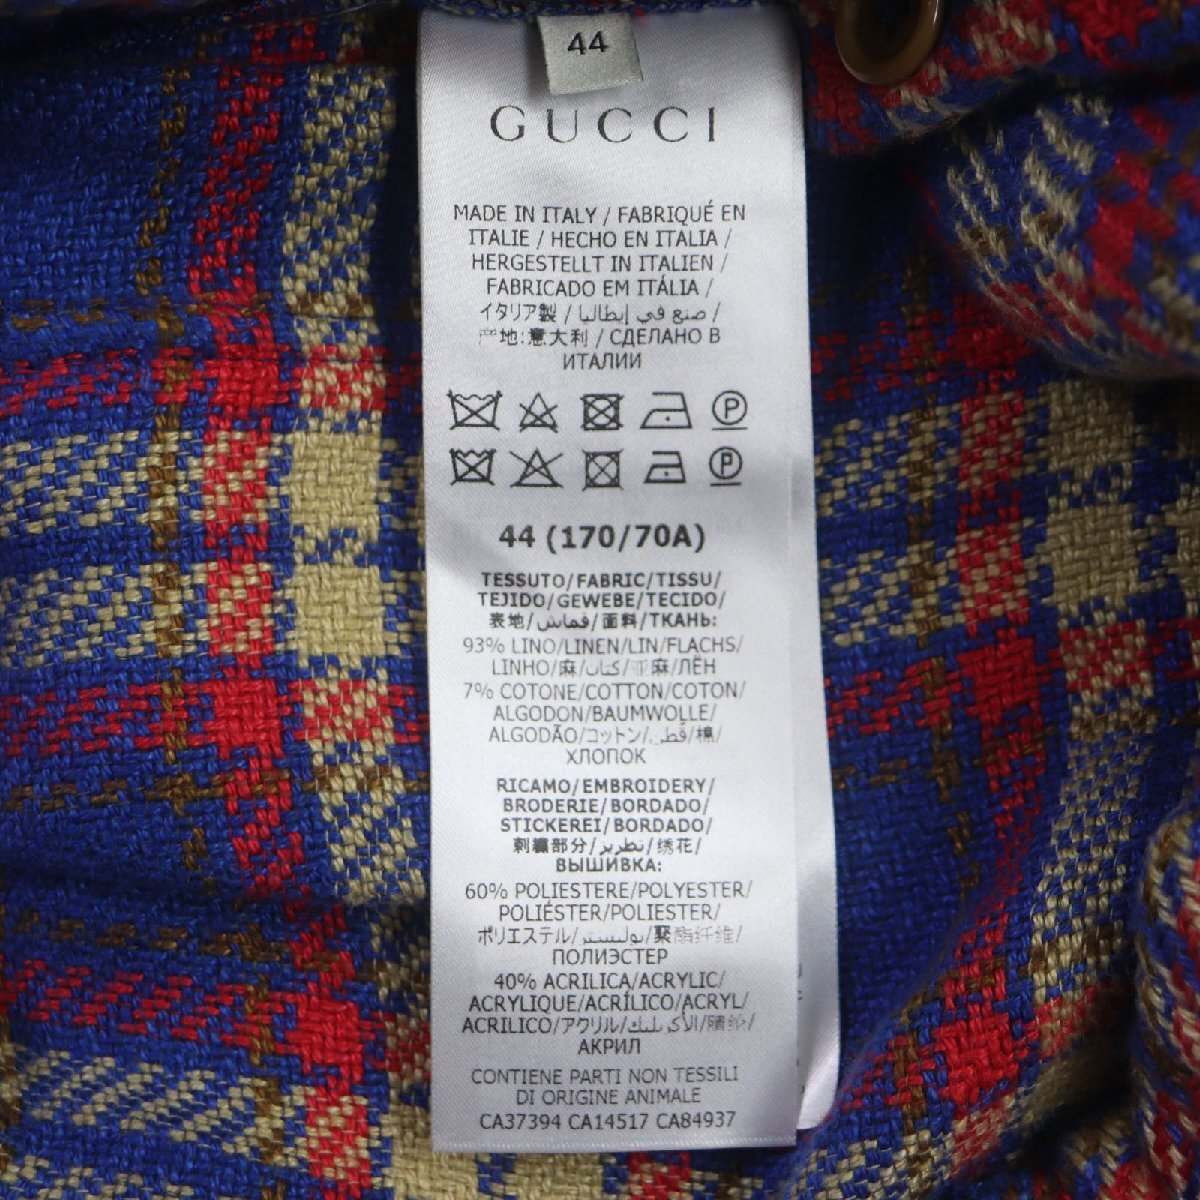 44
GUCCI
MADE IN ITALY / FABRIQUÉ EN
ITALIE / HECHO EN ITALIA /
HERGESTELLT IN ITALIEN /
FABRICADO EM ITÁLIA /
イタリア製 / صنع في إيطاليا /
产地:意大利 / СДЕЛАНО В
ИТАЛИИ
P
P
44 (170/70A)
TESSUTO/FABRIC/TISSU/
TEJIDO/GEWEBE/TECIDO/
表地/قماش/面料/ТКАНЬ:
93% LINO/LINEN/LIN/FLACHS/
LINHO/麻/كتان/亚麻/ЛЁН
7% COTONE/COTTON/COTON/
ALGODON/BAUMWOLLE/
ALGODÃO/コットン/قطن/棉/
ХЛОПОК
RICAMO/EMBROIDERY/
BRODERIE/BORDADO/
STICKEREI/BORDADO/
刺繍部分/تطريز/绣花/
ВЫШИВКА:
60% POLIESTERE/POLYESTER/
POLIÉSTER/POLIESTER/
ポリエステル/بوليستر/聚酯纤维/
ПОЛИЭСТЕР
40% ACRILICA/ACRYLIC/
ACRYLIQUE/ACRÍLICO/ACRYL/
ACRILICO/アクリル/الأكريليك/腈纶/
АКРИЛ
CONTIENE PARTI NON TESSILI
DI ORIGINE ANIMALE
CA37394 CA14517 CA84937